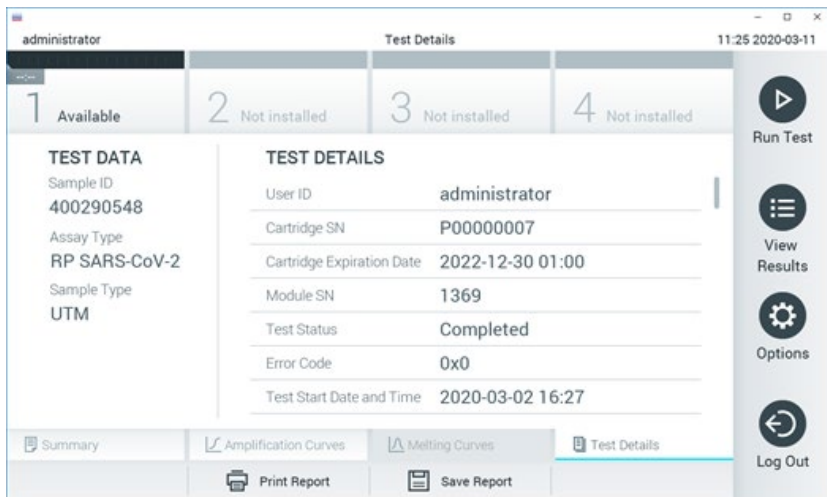 administrator Test Details 11:25 2020-03-11
--:--
1 Available 2 Not installed 3 Not installed 4 Not installed
Run Test
TEST DATA
Sample ID
400290548
Assay Type
RP SARS-CoV-2
Sample Type
UTM
TEST DETAILS
User ID administrator
Cartridge SN P00000007
Cartridge Expiration Date 2022-12-30 01:00
Module SN 1369
Test Status Completed
Error Code 0x0
Test Start Date and Time 2020-03-02 16:27
View
Results
Options
Log Out
Summary Amplification Curves Melting Curves Test Details
Print Report Save Report